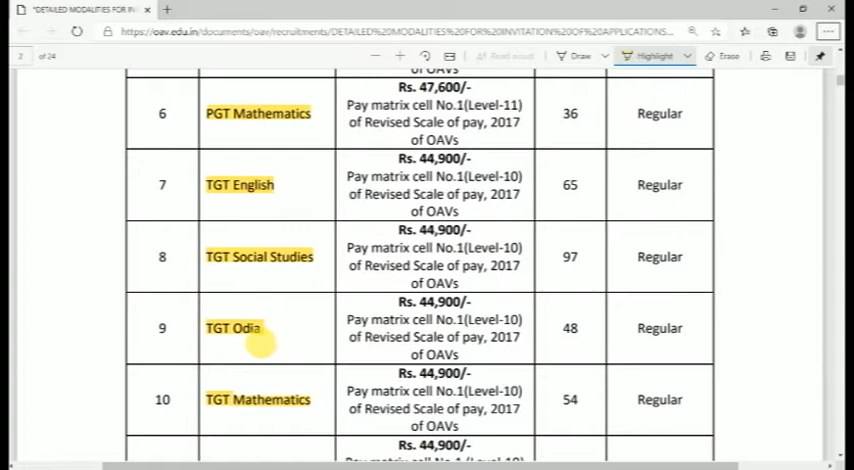 "DETAILED MODALITIES FOR IN
https://oav.edu.in/documents/oav/recruitments/DETAILED%20MODALITIES%20FOR%20INVITATION%20OF%20APPLICATIONS...
2 of 24
Read aloud
Draw
Highlight
Erase
of OAVs
6 PGT Mathematics Rs. 47,600/- 36 Regular
Pay matrix cell No.1(Level-11)
of Revised Scale of pay, 2017
of OAVs
7 TGT English Rs. 44,900/- 65 Regular
Pay matrix cell No.1(Level-10)
of Revised Scale of pay, 2017
of OAVs
8 TGT Social Studies Rs. 44,900/- 97 Regular
Pay matrix cell No.1(Level-10)
of Revised Scale of pay, 2017
of OAVs
9 TGT Odia Rs. 44,900/- 48 Regular
Pay matrix cell No.1(Level-10)
of Revised Scale of pay, 2017
of OAVs
10 TGT Mathematics Rs. 44,900/- 54 Regular
Pay matrix cell No.1(Level-10)
of Revised Scale of pay, 2017
of OAVs
Rs. 44,900/-
Pay matrix cell No.1(Level-10)